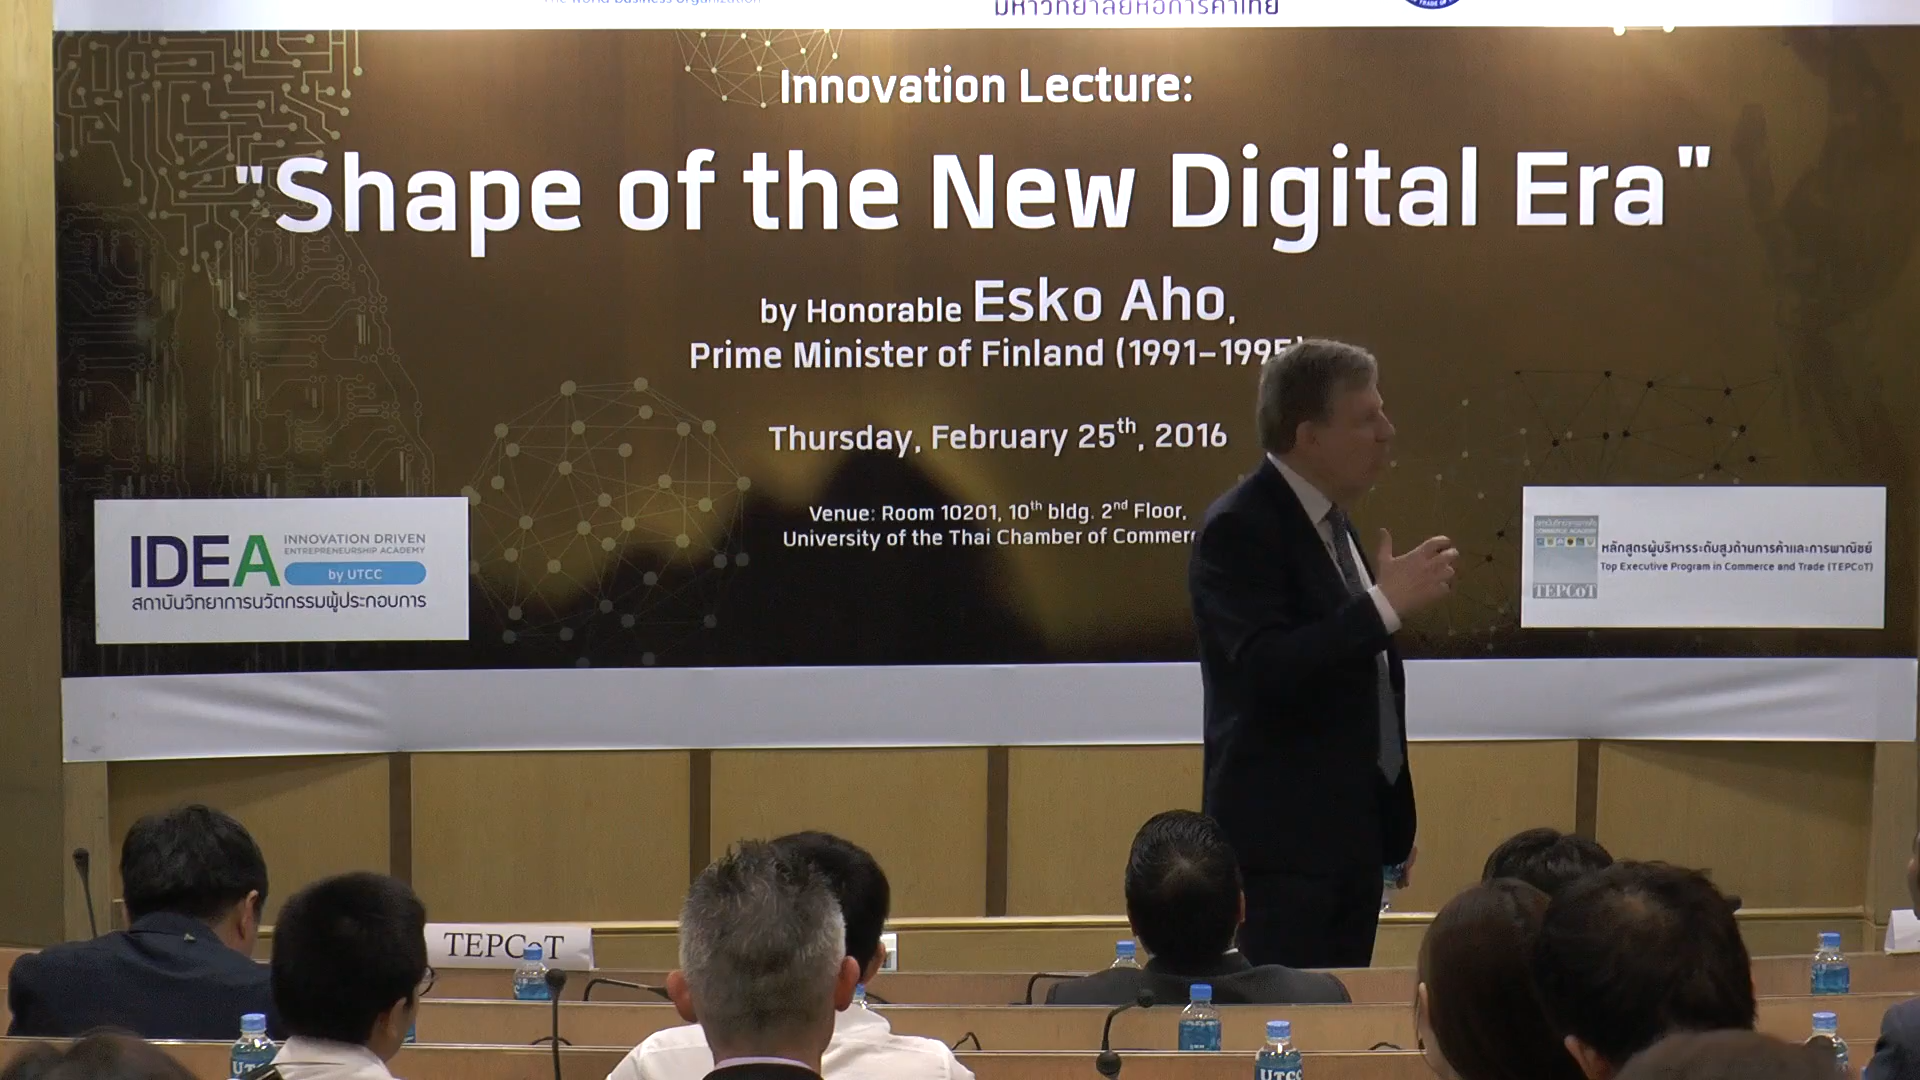 The World Business Organization
มหาวิทยาลัยหอการค้าไทย
Innovation Lecture:
"Shape of the New Digital Era"
by Honorable Esko Aho,
Prime Minister of Finland (1991–1995)
Thursday, February 25th, 2016
Venue: Room 10201, 10th bldg. 2nd Floor,
University of the Thai Chamber of Commerc
IDEA
INNOVATION DRIVEN
ENTREPRENEURSHIP ACADEMY
by UTCC
สถาบันวิทยาการนวัตกรรมผู้ประกอบการ
หลักสูตรผู้บริหารระดับสูงด้านการค้าและการพาณิชย์
Top Executive Program in Commerce and Trade (TEPCoT)
TEPCoT
TEPCoT
UTCC